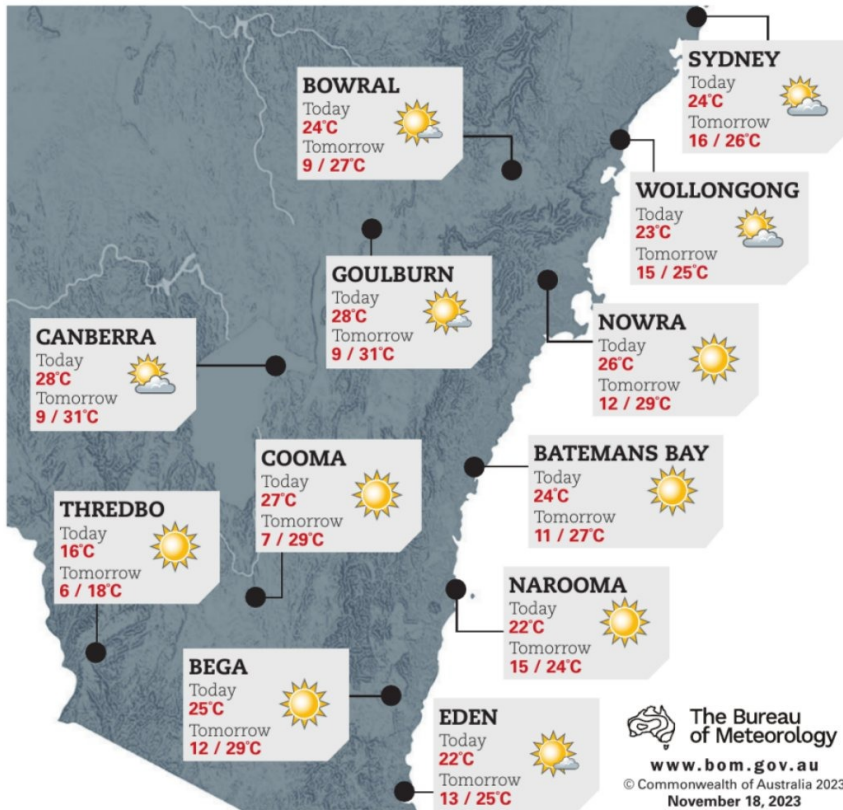 SYDNEY
Today
24°C
Tomorrow
16 / 26°C
BOWRAL
Today
24°C
Tomorrow
9 / 27°C
WOLLONGONG
Today
23°C
Tomorrow
15 / 25°C
GOULBURN
Today
28°C
Tomorrow
9 / 31°C
NOWRA
Today
26°C
Tomorrow
12 / 29°C
CANBERRA
Today
28°C
Tomorrow
9 / 31°C
COOMA
Today
27°C
Tomorrow
7 / 29°C
BATEMANS BAY
Today
24°C
Tomorrow
11 / 27°C
THREDBO
Today
16°C
Tomorrow
6 / 18°C
NAROOMA
Today
22°C
Tomorrow
15 / 24°C
BEGA
Today
25°C
Tomorrow
12 / 29°C
EDEN
Today
22°C
Tomorrow
13 / 25°C
The Bureau
of Meteorology
www.bom.gov.au
© Commonwealth of Australia 2023
November 18, 2023